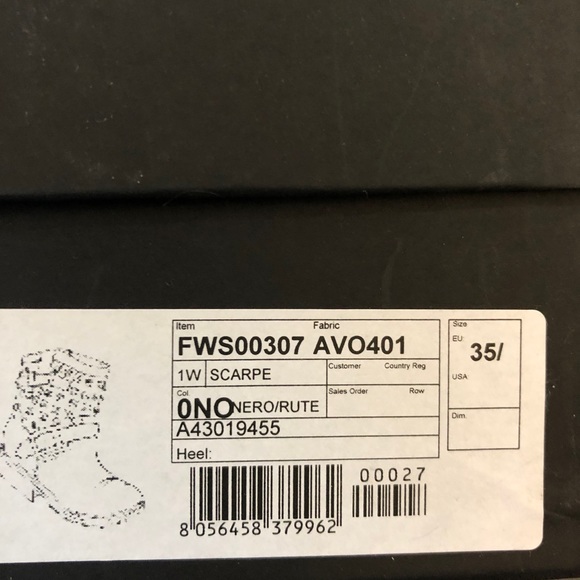 Item Fabric
FWS00307 AVO401
1W SCARPE
Customer Country Reg
Col
0NO NERO/RUTE
Sales Order Row
A43019455
Heel:
Size
EU
35/
USA
Dim.
00027
8 056458 379962